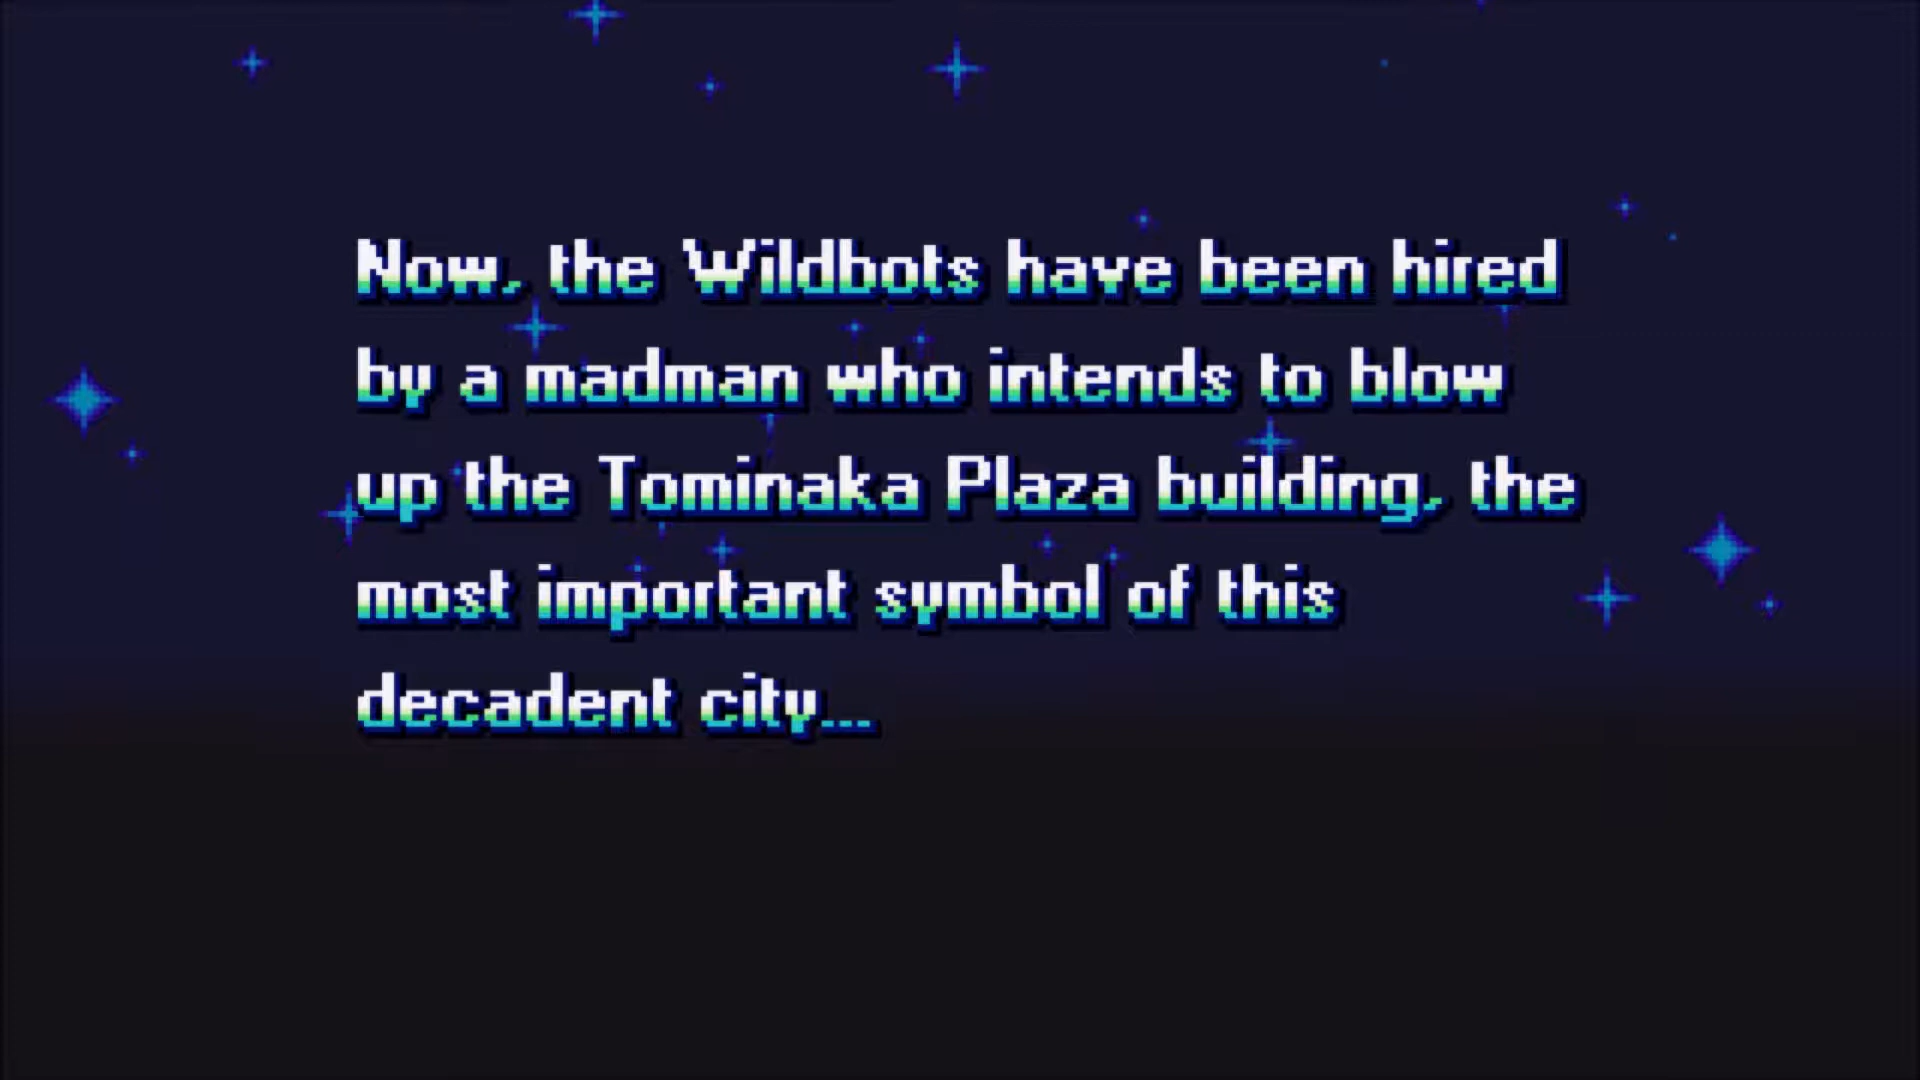 Now, the Wildbots have been hired
by a madman who intends to blow
up the Tominaka Plaza building, the
most important symbol of this
decadent city...